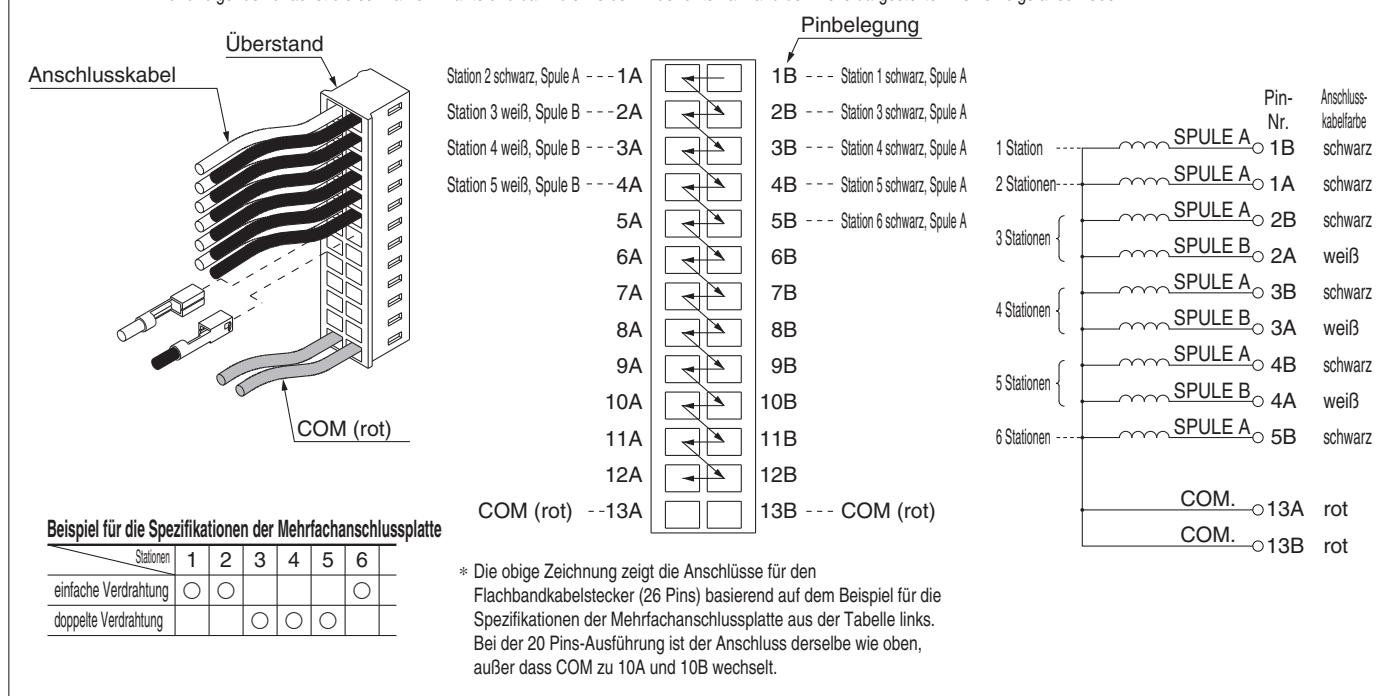 Pinbelegung
Überstand
Anschlusskabel
COM (rot)
Station 2 schwarz, Spule A --- 1A 1B --- Station 1 schwarz, Spule A
Station 3 weiß, Spule B --- 2A 2B --- Station 3 schwarz, Spule A
Station 4 weiß, Spule B --- 3A 3B --- Station 4 schwarz, Spule A
Station 5 weiß, Spule B --- 4A 4B --- Station 5 schwarz, Spule A
5A 5B --- Station 6 schwarz, Spule A
6A 6B
7A 7B
8A 8B
9A 9B
10A 10B
11A 11B
12A 12B
COM (rot) --13A 13B --- COM (rot)
Pin-
Nr.
Anschluss-
kabelfarbe
1 Station ---- SPULE A 1B schwarz
2 Stationen---- SPULE A 1A schwarz
3 Stationen
SPULE A 2B schwarz
SPULE B 2A weiß
4 Stationen
SPULE A 3B schwarz
SPULE B 3A weiß
5 Stationen
SPULE A 4B schwarz
SPULE B 4A weiß
6 Stationen ---- SPULE A 5B schwarz
COM. 13A rot
COM. 13B rot
Beispiel für die Spezifikationen der Mehrfachanschlussplatte
Stationen 1 2 3 4 5 6
einfache Verdrahtung ○ ○ ○
doppelte Verdrahtung ○ ○ ○
* Die obige Zeichnung zeigt die Anschlüsse für den
Flachbandkabelstecker (26 Pins) basierend auf dem Beispiel für die
Spezifikationen der Mehrfachanschlussplatte aus der Tabelle links.
Bei der 20 Pins-Ausführung ist der Anschluss derselbe wie oben,
außer dass COM zu 10A und 10B wechselt.